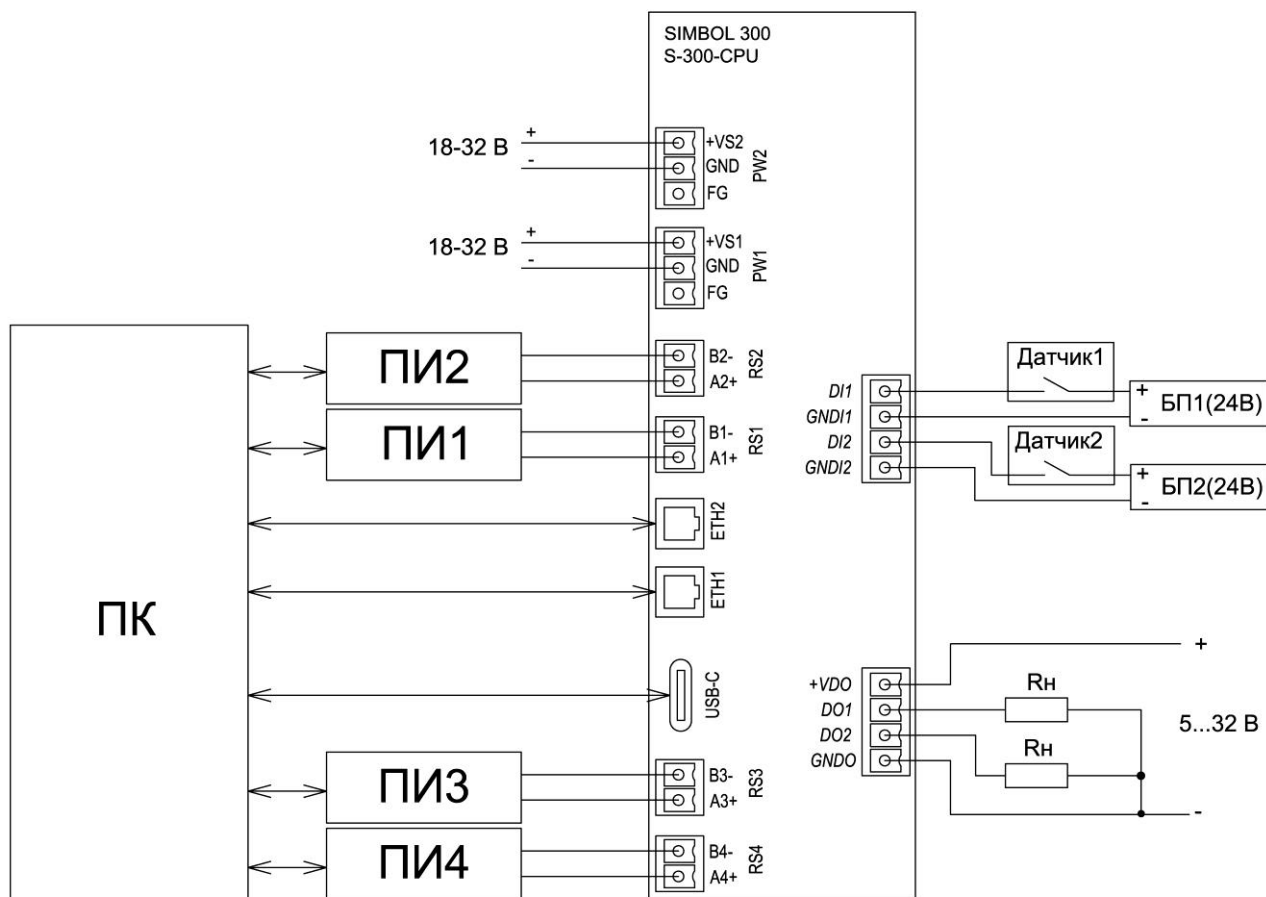 SIMBOL 300
S-300-CPU
18-32 В
+
-
+VS2
GND
FG
PW2
18-32 В
+
-
+VS1
GND
FG
PW1
ПК
ПИ2
B2-
A2+
RS2
ПИ1
B1-
A1+
RS1
ETH2
ETH1
USB-C
ПИ3
B3-
A3+
RS3
ПИ4
B4-
A4+
RS4
DI1
GNDI1
DI2
GNDI2
Датчик1
+
-
БП1(24В)
Датчик2
+
-
БП2(24В)
+VDO
DO1
DO2
GNDO
Rн
Rн
+
5...32 В
-